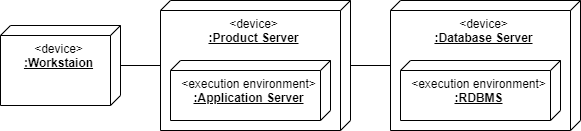 <device>
:Workstaion
<device>
:Product Server
<execution environment>
:Application Server
<device>
:Database Server
<execution environment>
:RDBMS